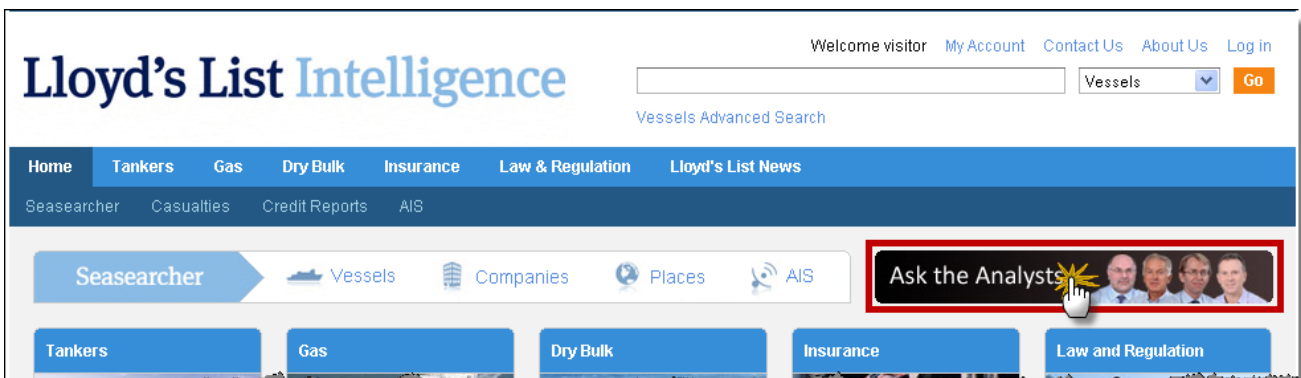 Welcome visitor My Account Contact Us About Us Log in
Lloyd's List Intelligence
Vessels Go
Vessels Advanced Search
Home Tankers Gas Dry Bulk Insurance Law & Regulation Lloyd's List News
Seasearcher Casualties Credit Reports AIS
Seasearcher Vessels Companies Places AIS Ask the Analysts
Tankers Gas Dry Bulk Insurance Law and Regulation